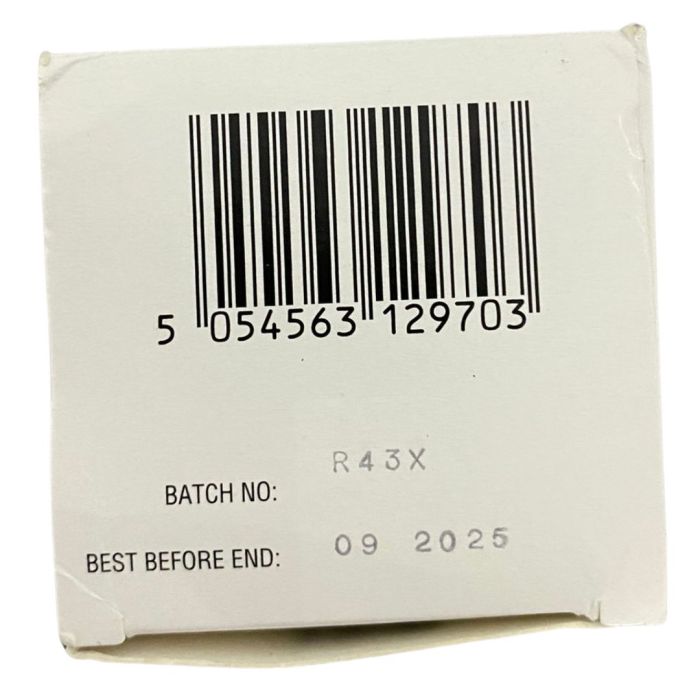 5 054563 129703
BATCH NO: R43X
BEST BEFORE END: 09 2025